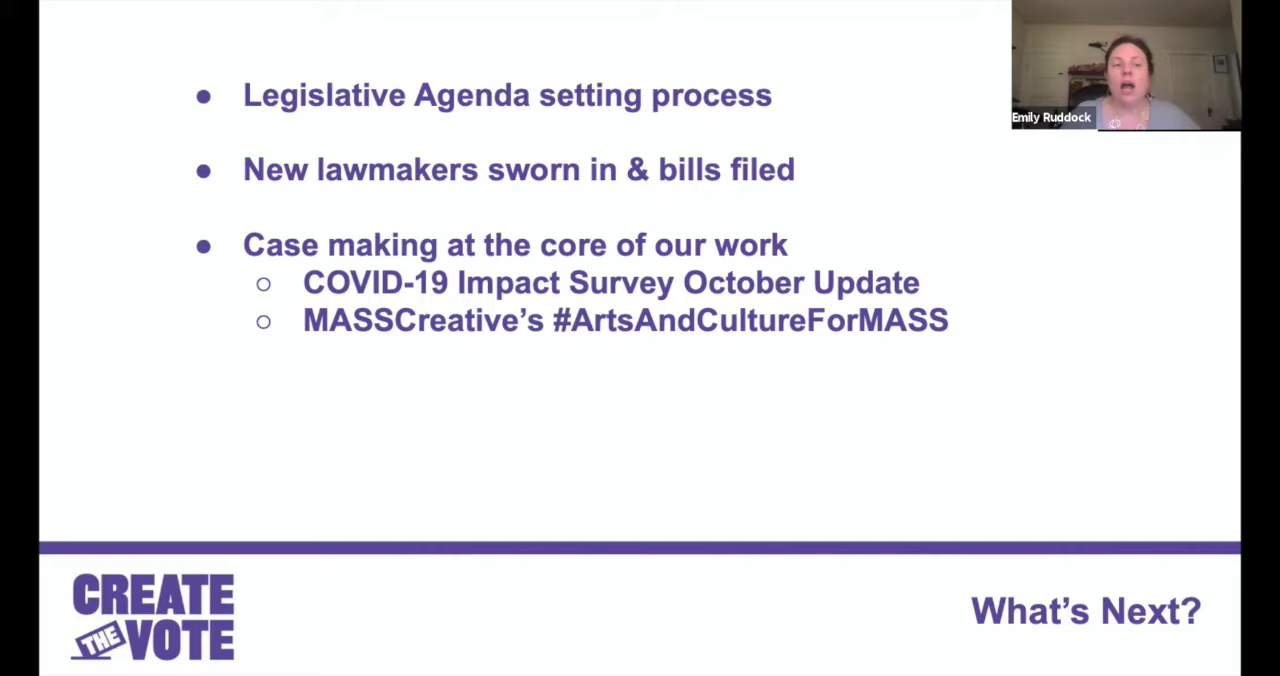 Legislative Agenda setting process
New lawmakers sworn in & bills filed
Case making at the core of our work
COVID-19 Impact Survey October Update
MASSCreative’s #ArtsAndCultureForMASS
Emily Ruddock
CREATE
THE
VOTE
What’s Next?